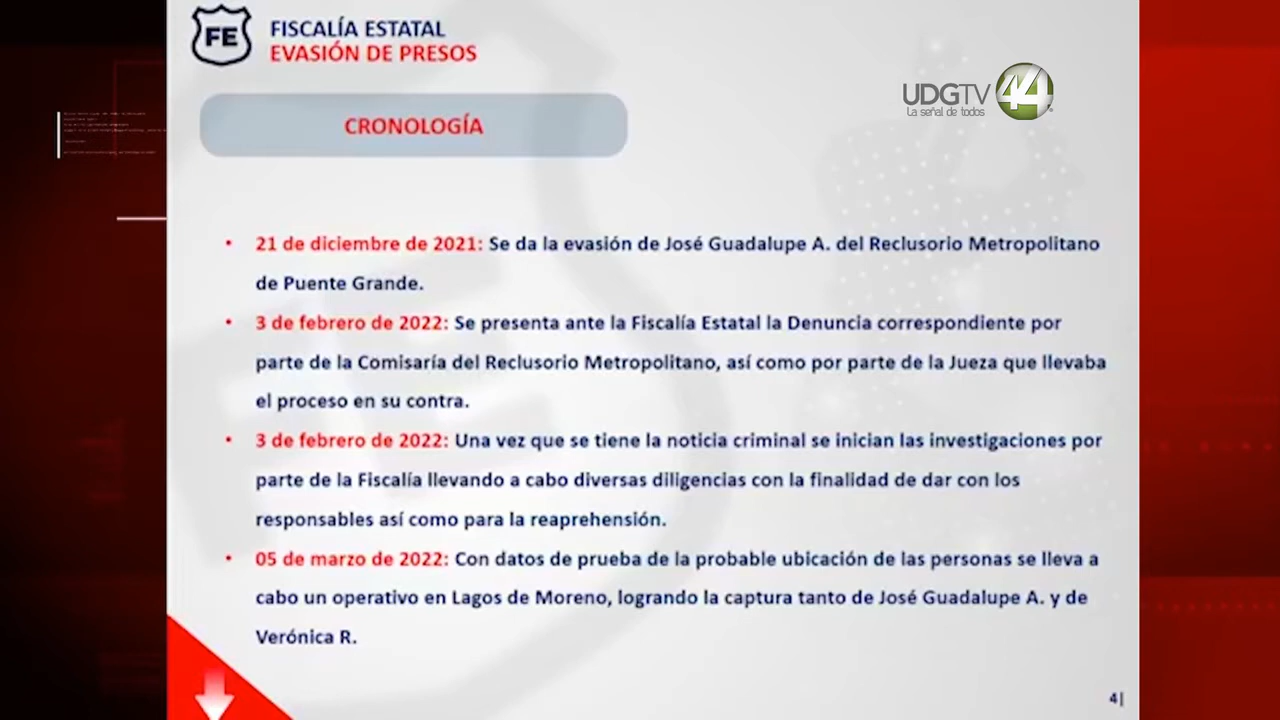 FE
FISCALÍA ESTATAL
EVASIÓN DE PRESOS
UDGTV 44
La señal de todos
CRONOLOGÍA
• 21 de diciembre de 2021: Se da la evasión de José Guadalupe A. del Reclusorio Metropolitano
de Puente Grande.
• 3 de febrero de 2022: Se presenta ante la Fiscalía Estatal la Denuncia correspondiente por
parte de la Comisaría del Reclusorio Metropolitano, así como por parte de la Jueza que llevaba
el proceso en su contra.
• 3 de febrero de 2022: Una vez que se tiene la noticia criminal se inician las investigaciones por
parte de la Fiscalía llevando a cabo diversas diligencias con la finalidad de dar con los
responsables así como para la reaprehensión.
• 05 de marzo de 2022: Con datos de prueba de la probable ubicación de las personas se lleva a
cabo un operativo en Lagos de Moreno, logrando la captura tanto de José Guadalupe A. y de
Verónica R.
4|